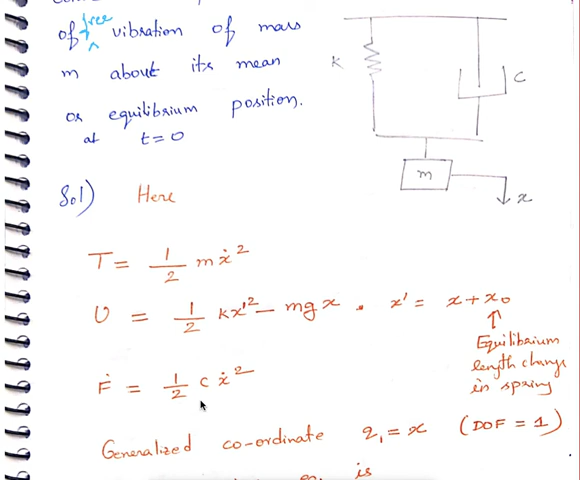 of free vibration of mass
m about its mean
or equilibrium position.
at t=0
K
C
m
x
Sol) Here
T = 1/2 mẋ²
U = 1/2 kx'² - mgx . x' = x + x₀
↑
Equilibrium
length change
in spring
Ḟ = 1/2 c ẋ²
Generalized co-ordinate q₁ = x (DOF = 1)
is